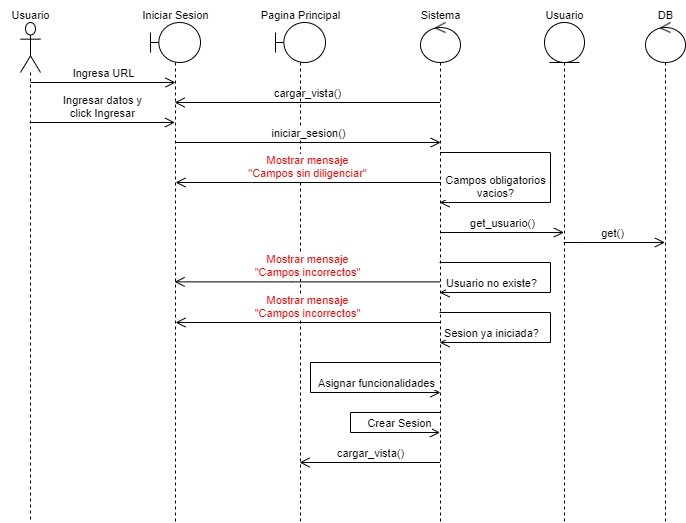 Usuario
Iniciar Sesion
Pagina Principal
Sistema
Usuario
DB
Ingresa URL
cargar_vista()
Ingresar datos y
click Ingresar
iniciar_sesion()
Mostrar mensaje
"Campos sin diligenciar"
Campos obligatorios
vacios?
get_usuario()
get()
Mostrar mensaje
"Campos incorrectos"
Usuario no existe?
Mostrar mensaje
"Campos incorrectos"
Sesion ya iniciada?
Asignar funcionalidades
Crear Sesion
cargar_vista()